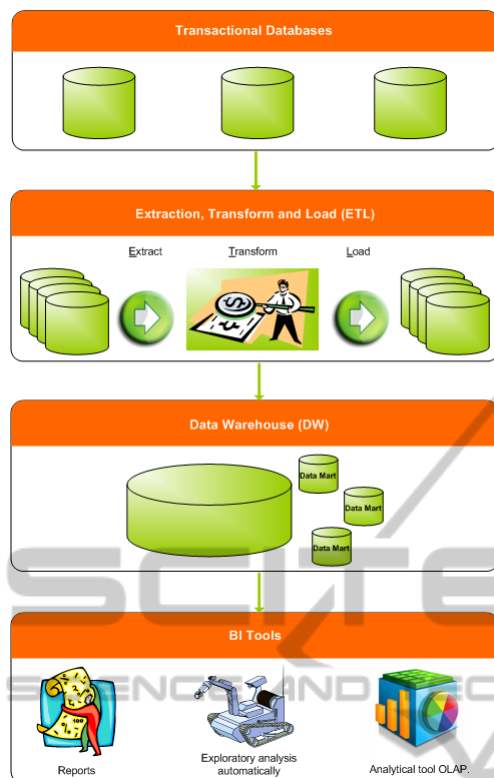 Transactional Databases
Extraction, Transform and Load (ETL)
Extract Transform Load
Data Warehouse (DW)
Data Mart
Data Mart
Data Mart
BI Tools
Reports
Exploratory analysis
automatically
Analytical tool OLAP.